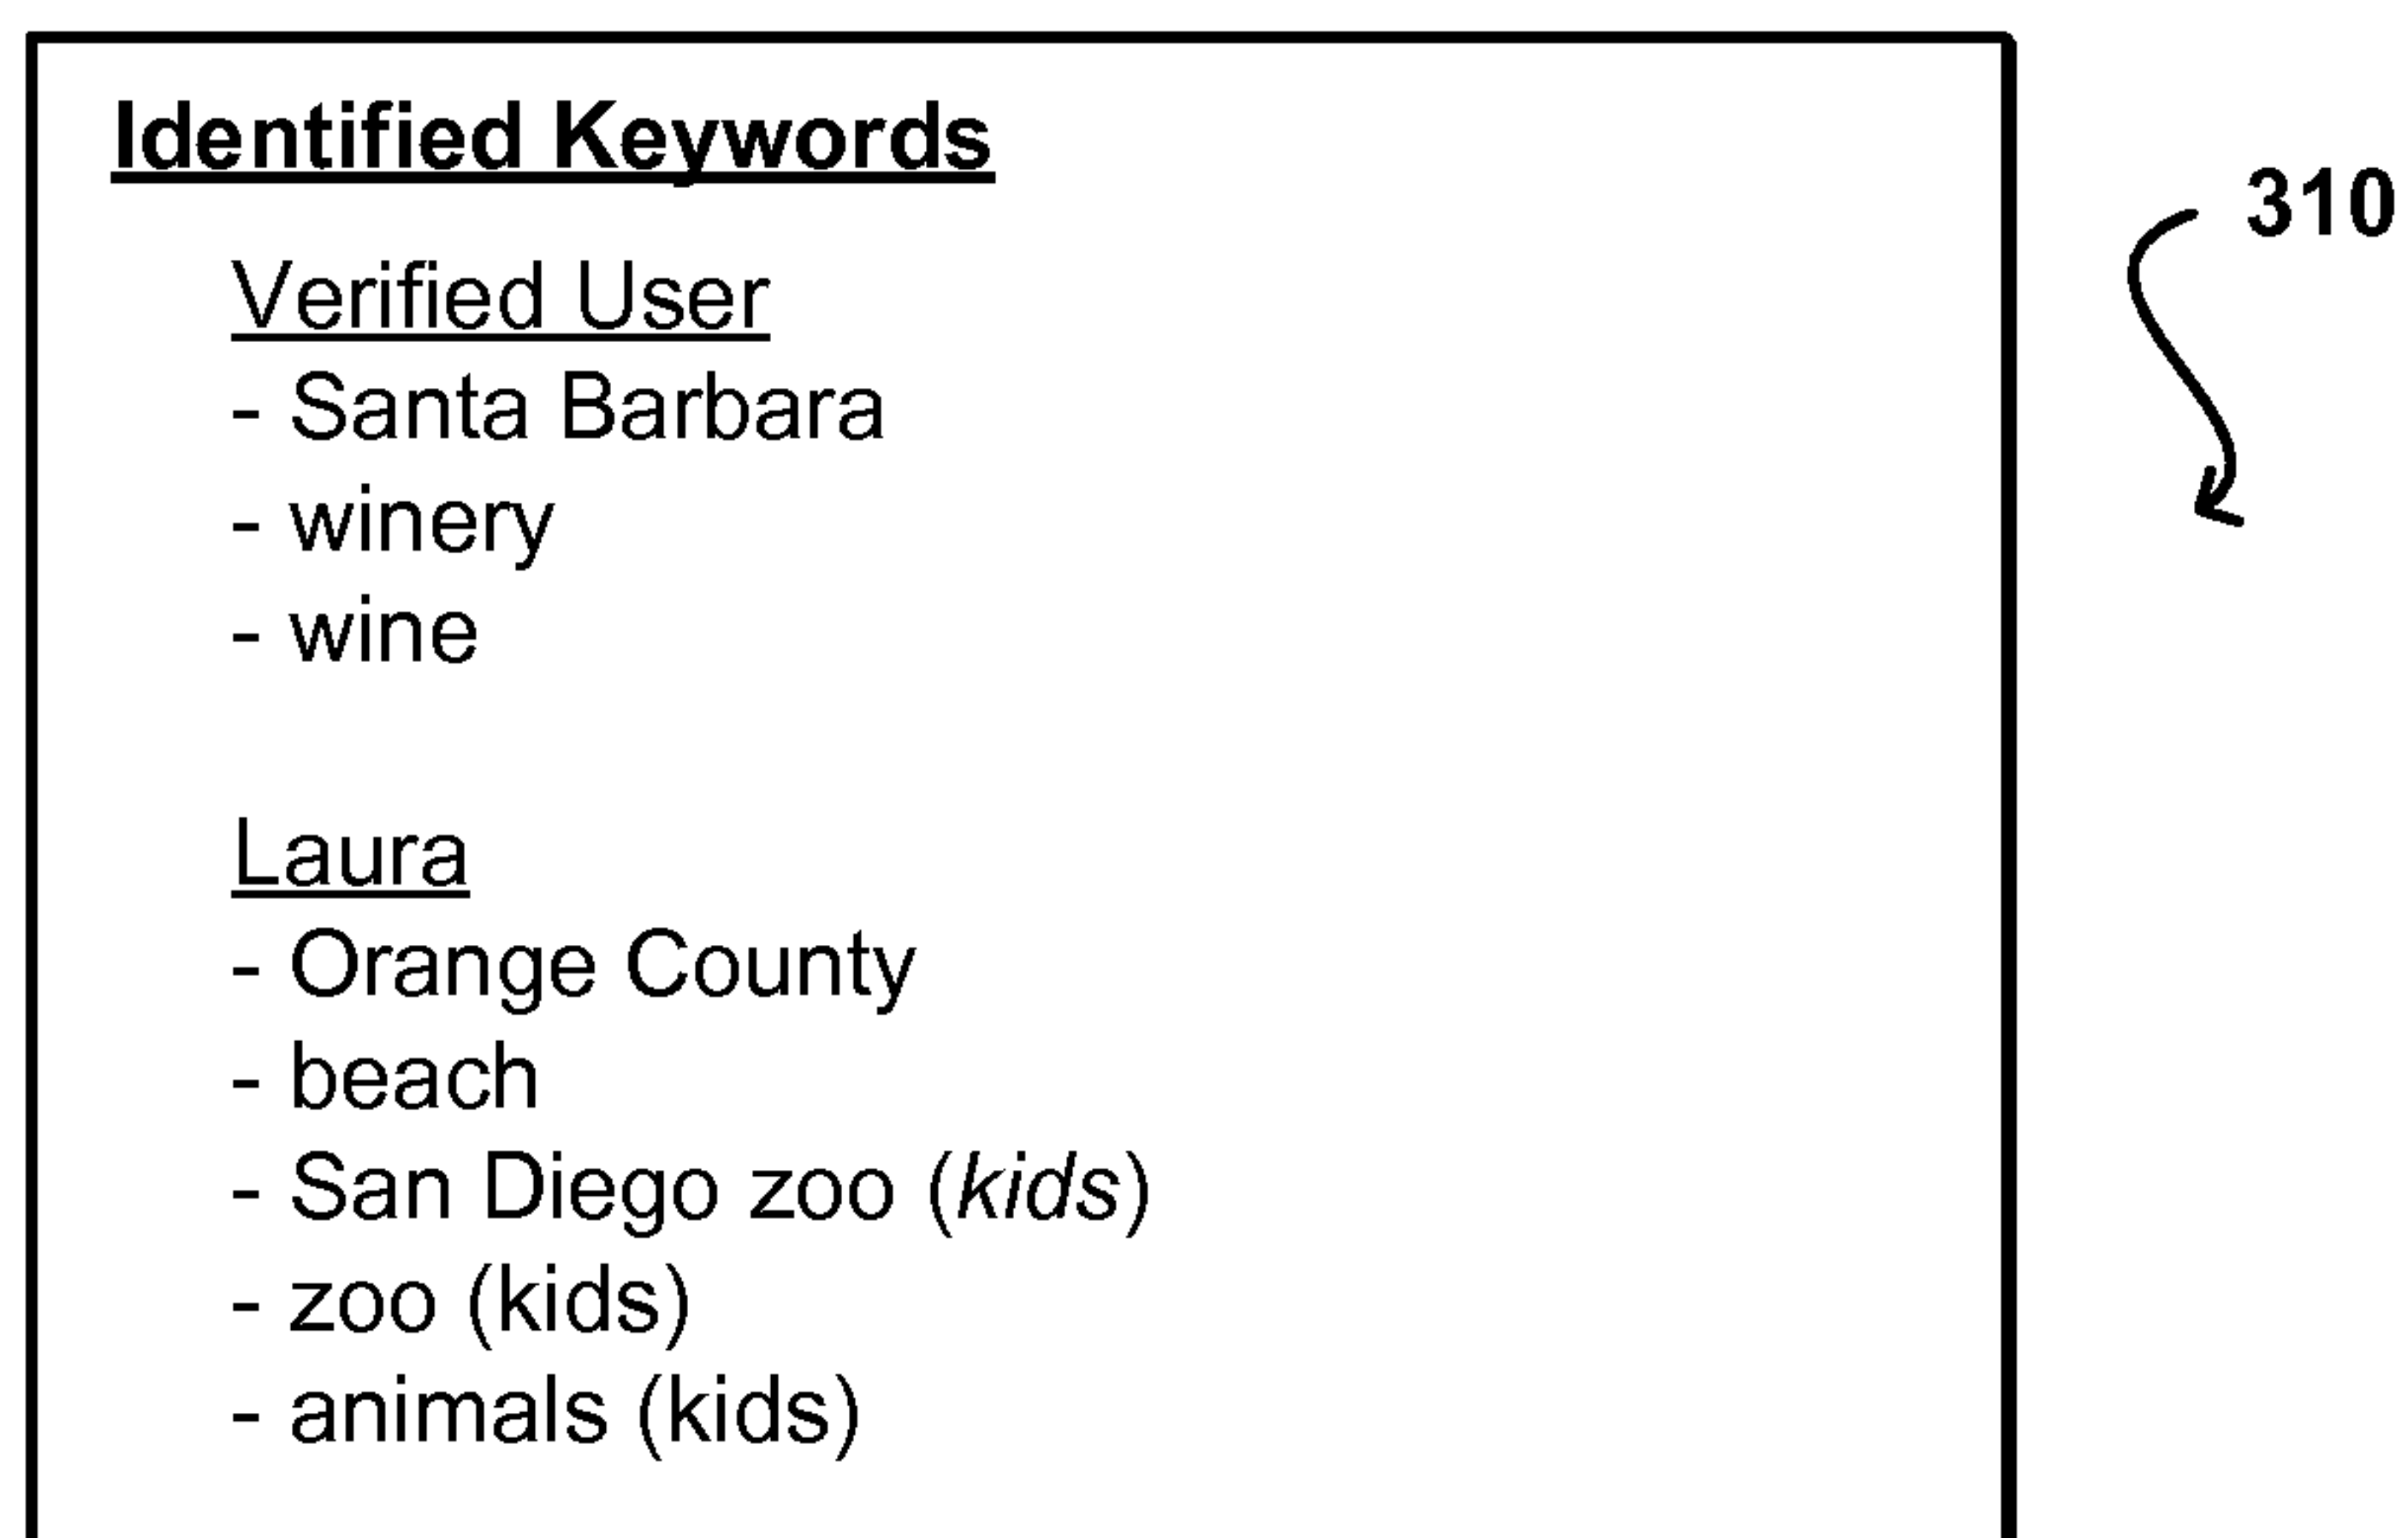 Identified Keywords
310
Verified User
- Santa Barbara
- winery
- wine
Laura
- Orange County
- beach
- San Diego zoo (kids)
- zoo (kids)
- animals (kids)